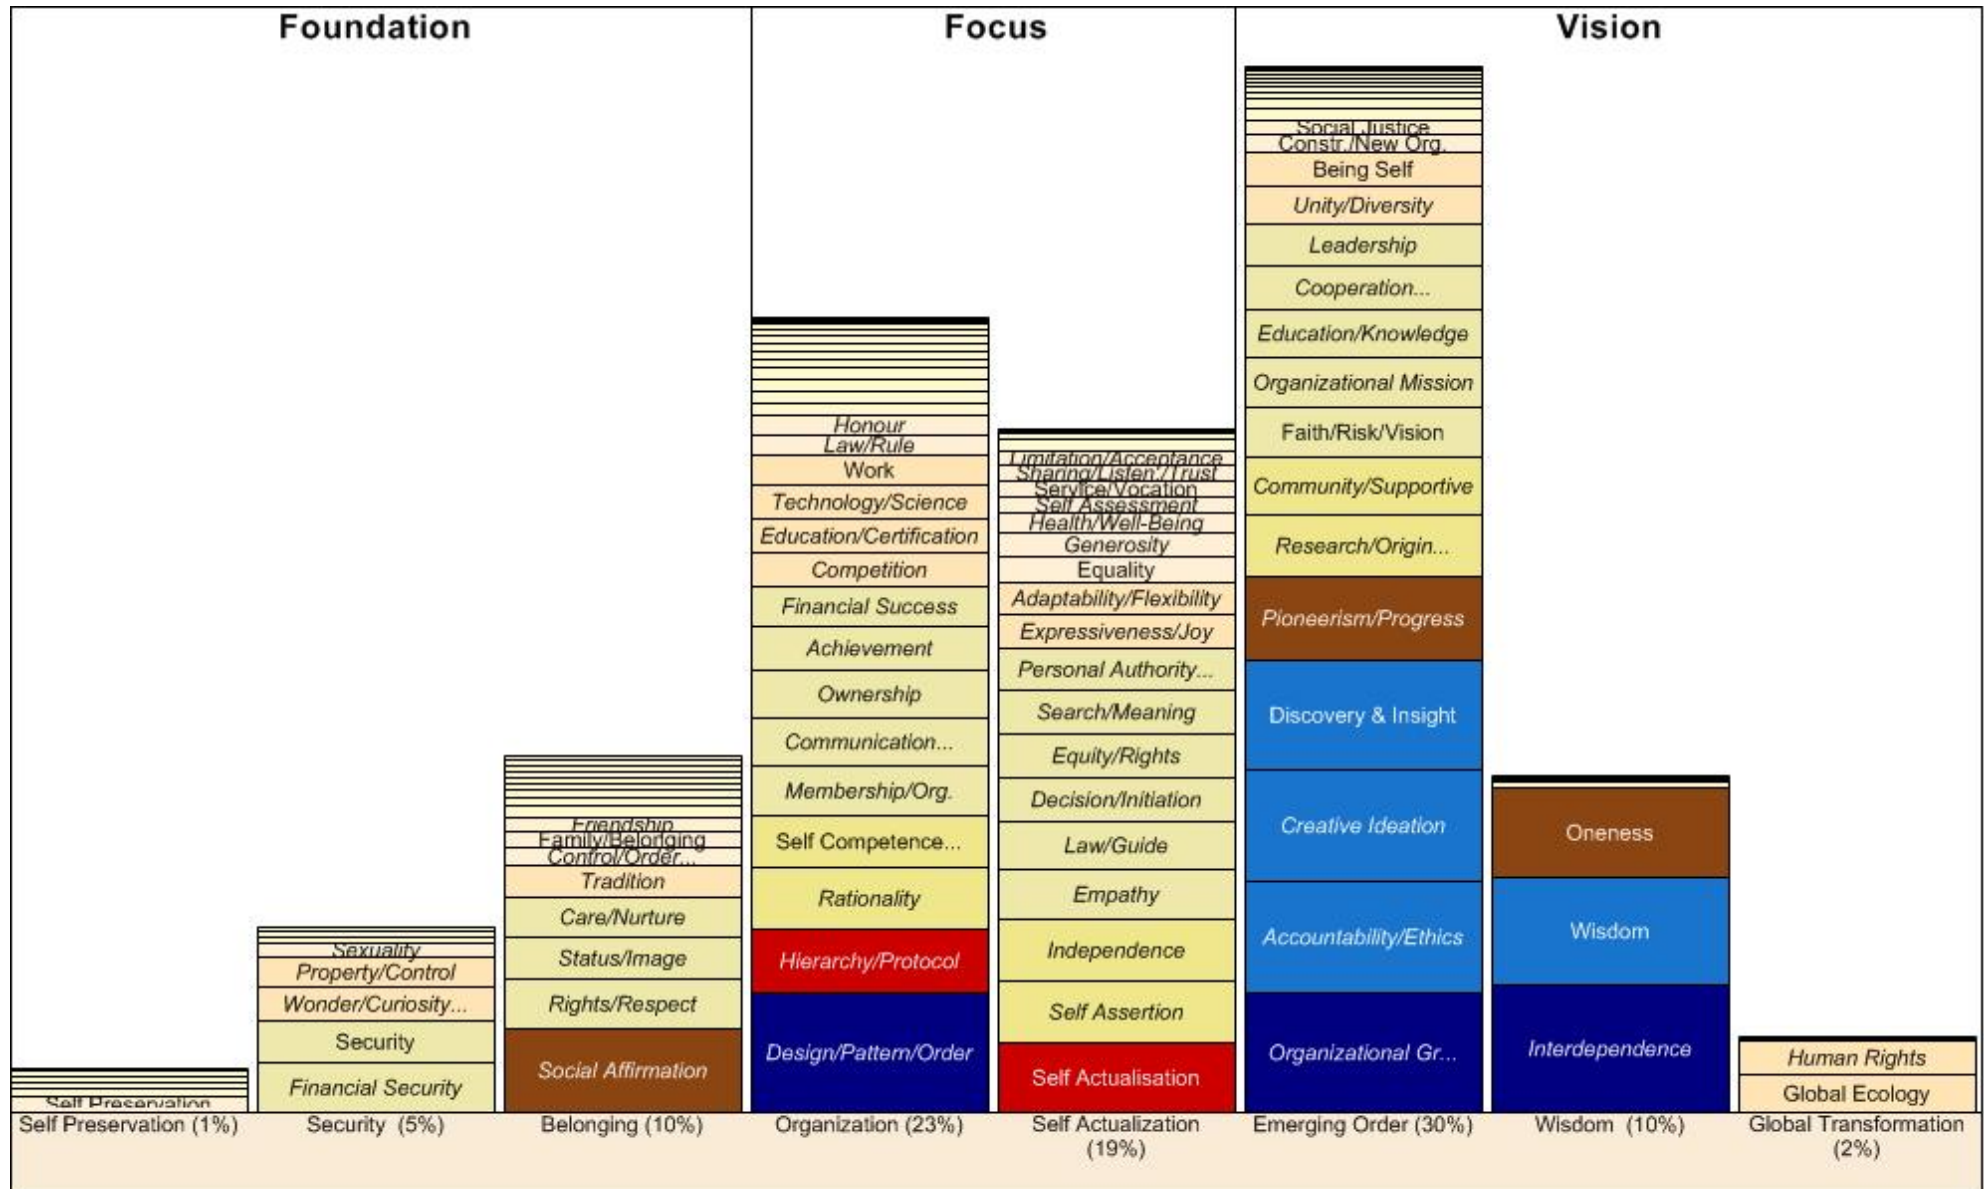 Foundation
Focus
Vision
Self Preservation
Self Preservation (1%)
Sexuality
Property/Control
Wonder/Curiosity...
Security
Financial Security
Security (5%)
Friendship
Family/Belonging
Control/Order...
Tradition
Care/Nurture
Status/Image
Rights/Respect
Social Affirmation
Belonging (10%)
Honour
Law/Rule
Work
Technology/Science
Education/Certification
Competition
Financial Success
Achievement
Ownership
Communication...
Membership/Org.
Self Competence...
Rationality
Hierarchy/Protocol
Design/Pattern/Order
Organization (23%)
Limitation/Acceptance
Sharing/Listen./Trust
Service/Vocation
Self Assessment
Health/Well-Being
Generosity
Equality
Adaptability/Flexibility
Expressiveness/Joy
Personal Authority...
Search/Meaning
Equity/Rights
Decision/Initiation
Law/Guide
Empathy
Independence
Self Assertion
Self Actualisation
Self Actualization
(19%)
Social Justice
Constr./New Org.
Being Self
Unity/Diversity
Leadership
Cooperation...
Education/Knowledge
Organizational Mission
Faith/Risk/Vision
Community/Supportive
Research/Origin...
Pioneerism/Progress
Discovery & Insight
Creative Ideation
Accountability/Ethics
Organizational Gr...
Emerging Order (30%)
Oneness
Wisdom
Interdependence
Wisdom (10%)
Human Rights
Global Ecology
Global Transformation
(2%)